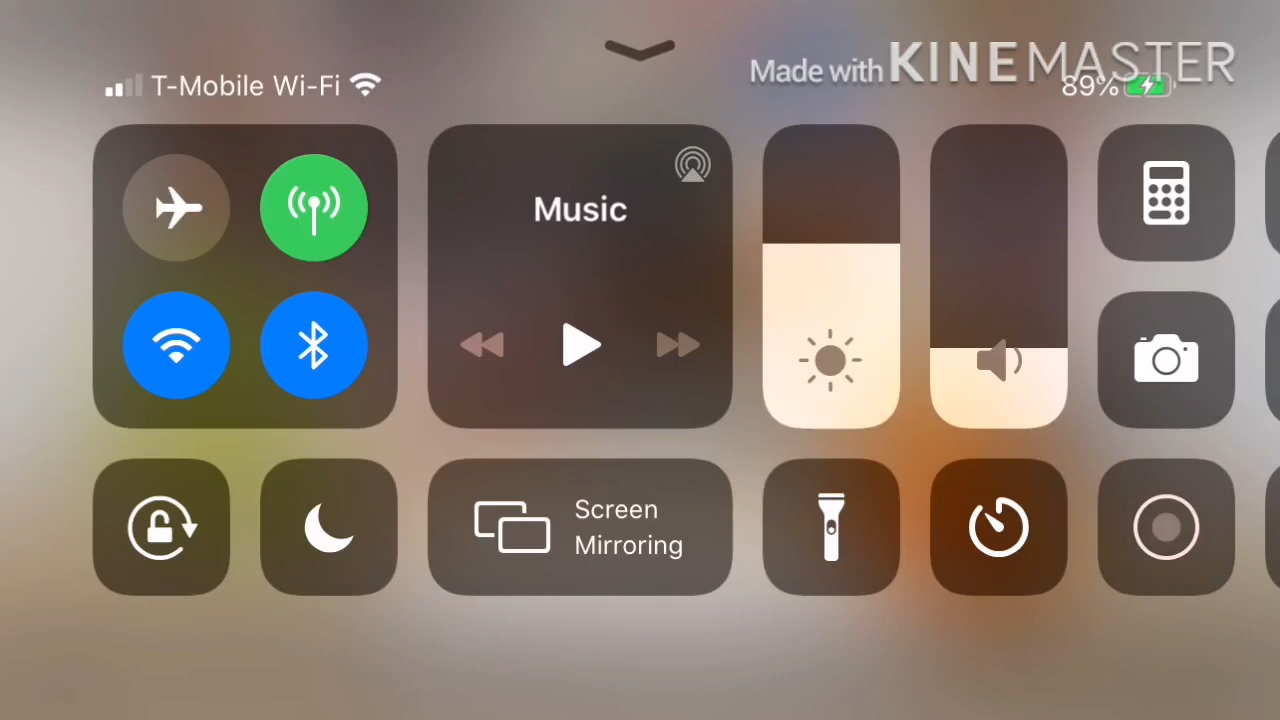 Made with KINEMASTER
T-Mobile Wi-Fi
89%
Music
Screen
Mirroring